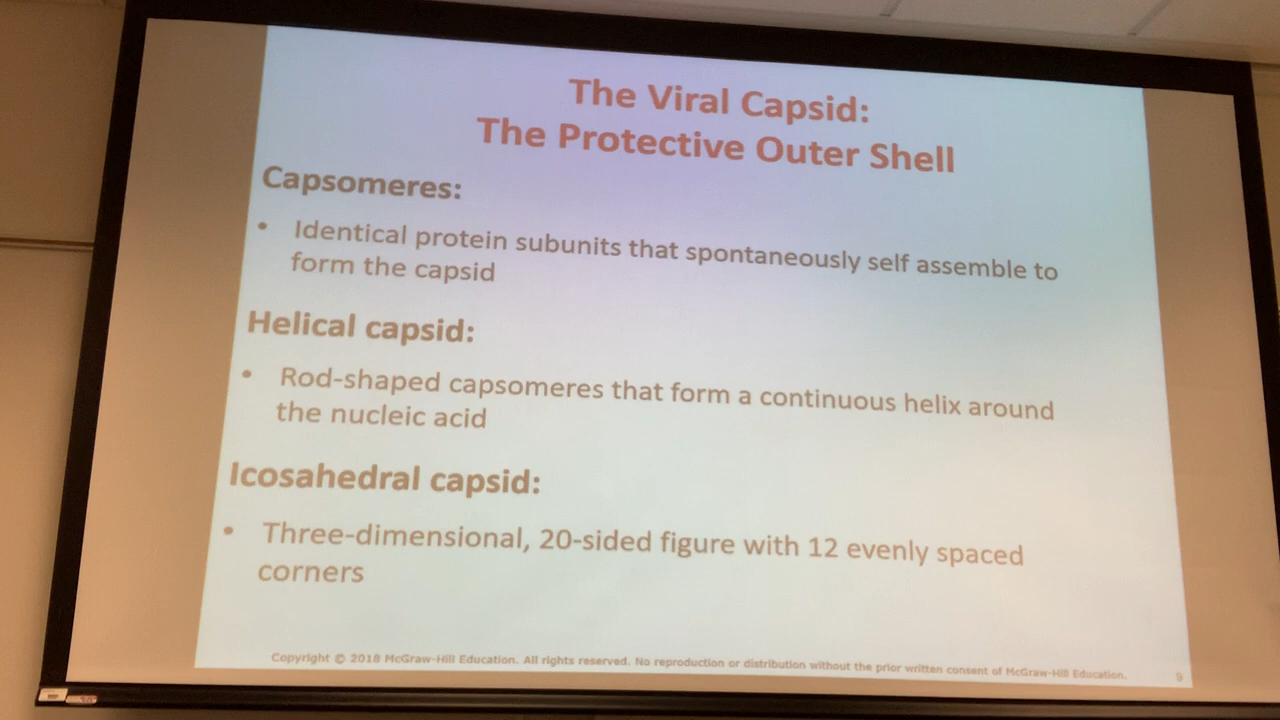 The Viral Capsid:
The Protective Outer Shell
Capsomeres:
• Identical protein subunits that spontaneously self assemble to
form the capsid
Helical capsid:
• Rod-shaped capsomeres that form a continuous helix around
the nucleic acid
Icosahedral capsid:
• Three-dimensional, 20-sided figure with 12 evenly spaced
corners
Copyright © 2018 McGraw-Hill Education. All rights reserved. No reproduction or distribution without the prior written consent of McGraw-Hill Education.
9